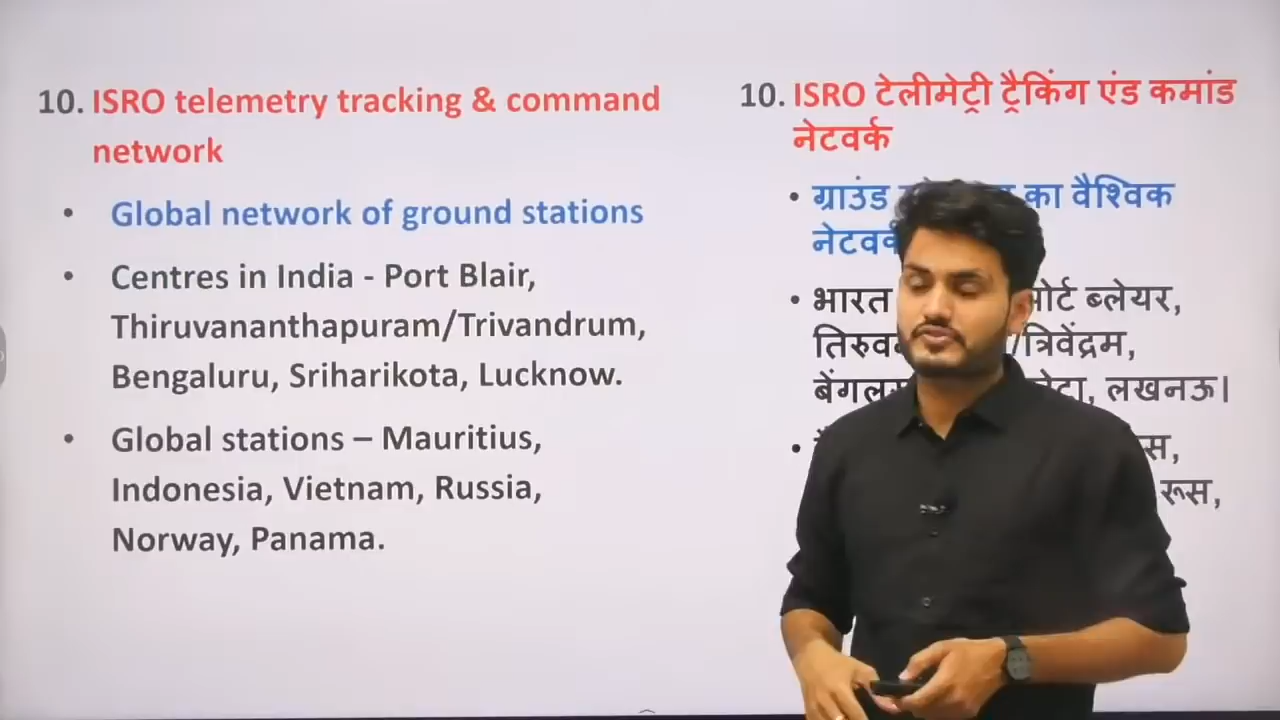 10. ISRO telemetry tracking & command
network
• Global network of ground stations
• Centres in India - Port Blair,
Thiruvananthapuram/Trivandrum,
Bengaluru, Sriharikota, Lucknow.
• Global stations – Mauritius,
Indonesia, Vietnam, Russia,
Norway, Panama.
10. ISRO टेलीमेट्री ट्रैकिंग एंड कमांड
नेटवर्क
• ग्राउंड का वैश्विक
• भारत ब्लेयर,
/त्रिवेंद्रम,
लखनऊ।
रूस,